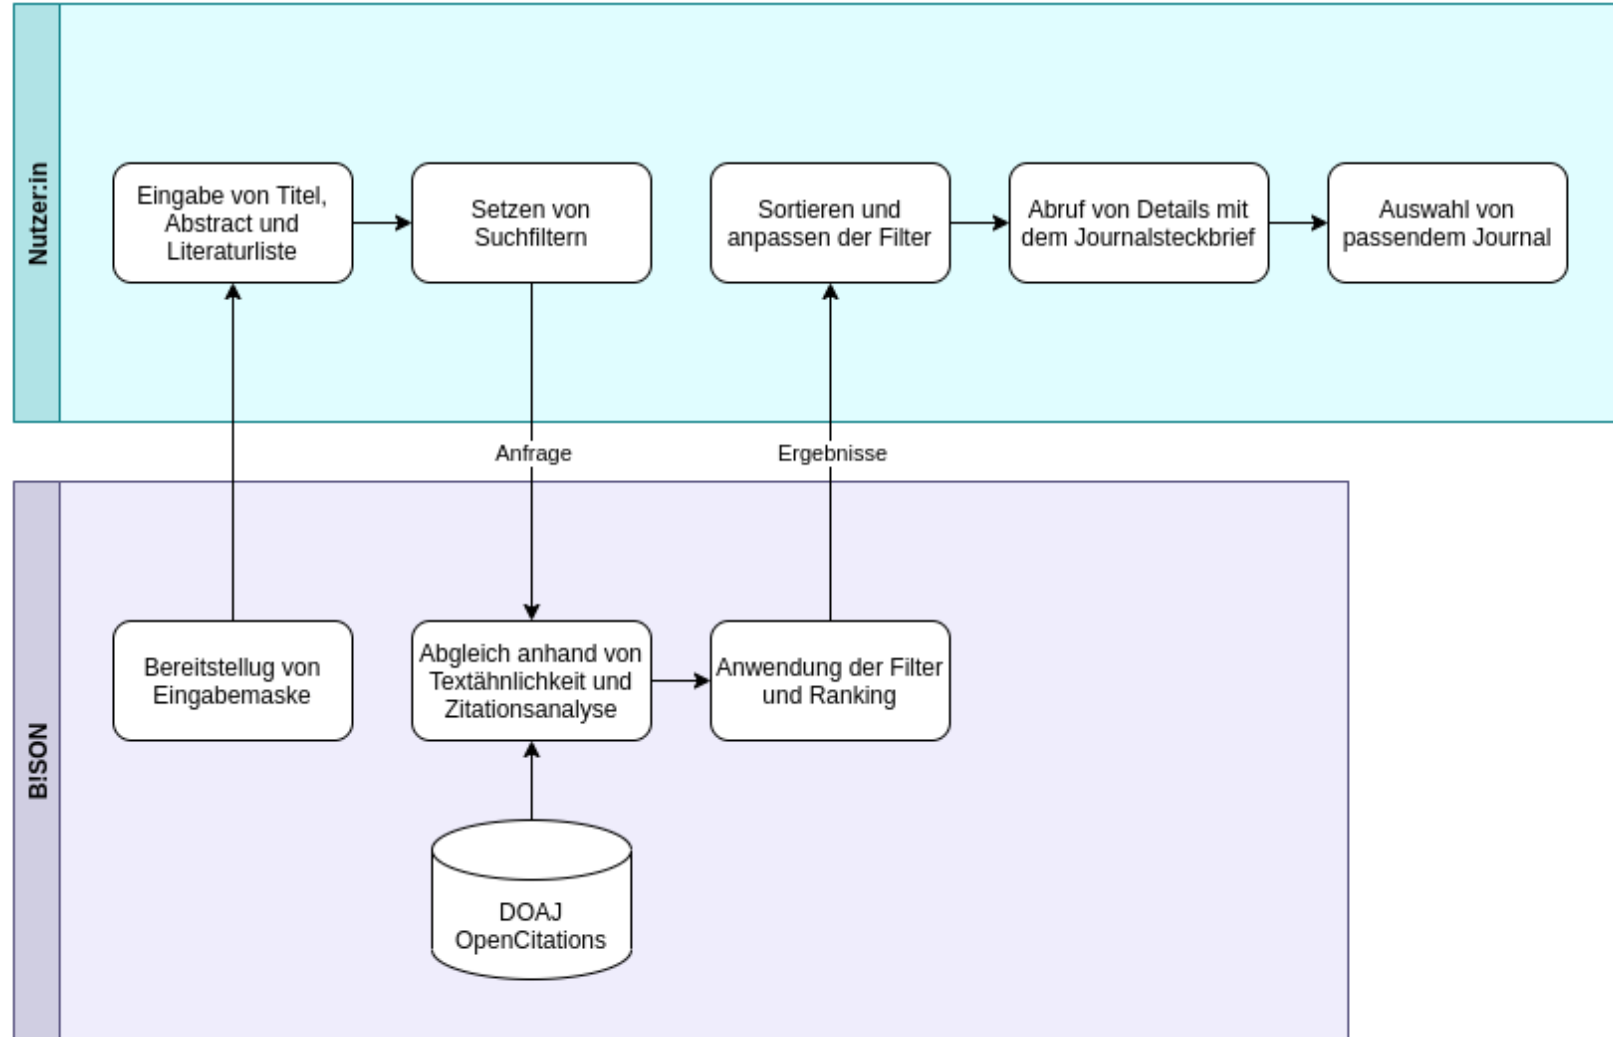 Nutzer:in
Eingabe von Titel,
Abstract und
Literaturliste
Setzen von
Suchfiltern
Sortieren und
anpassen der Filter
Abruf von Details mit
dem Journalsteckbrief
Auswahl von
passendem Journal
Anfrage
Ergebnisse
B!SON
Bereitstellug von
Eingabemaske
Abgleich anhand von
Textähnlichkeit und
Zitationsanalyse
Anwendung der Filter
und Ranking
DOAJ
OpenCitations